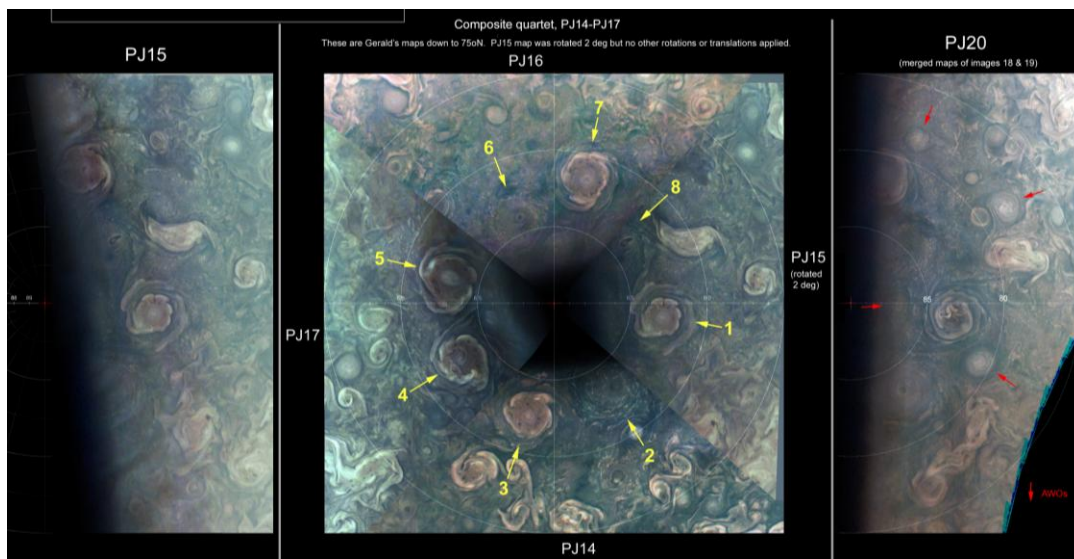 PJ15
Composite quartet, PJ14-PJ17
These are Gerald's maps down to 75oN. PJ15 map was rotated 2 deg but no other rotations or translations applied.
PJ16
PJ20
(merged maps of images 18 & 19)
7
6
8
5
PJ15
(rotated
2 deg)
1
PJ17
4
2
3
PJ14
85
80
AWOs